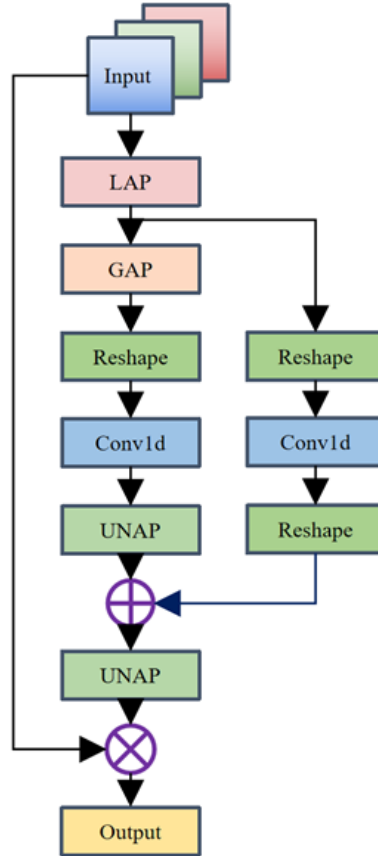 Input
LAP
GAP
Reshape
Reshape
Conv1d
Conv1d
UNAP
Reshape
UNAP
Output